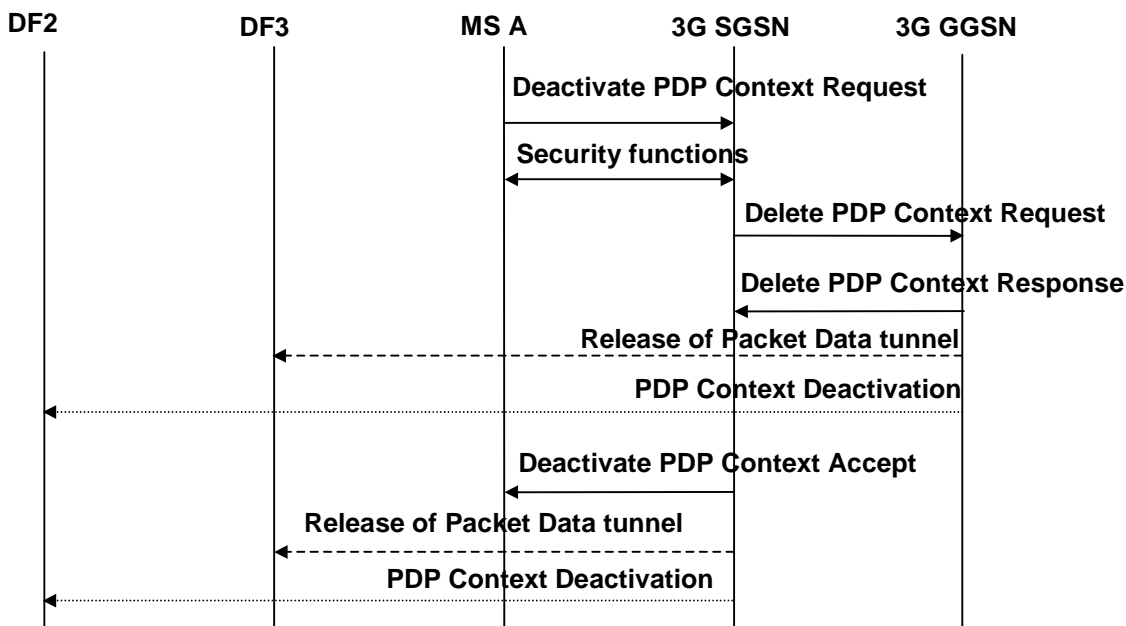 DF2
DF3
MS A
3G SGSN
3G GGSN
Deactivate PDP Context Request
Security functions
Delete PDP Context Request
Delete PDP Context Response
Release of Packet Data tunnel
PDP Context Deactivation
Deactivate PDP Context Accept
Release of Packet Data tunnel
PDP Context Deactivation